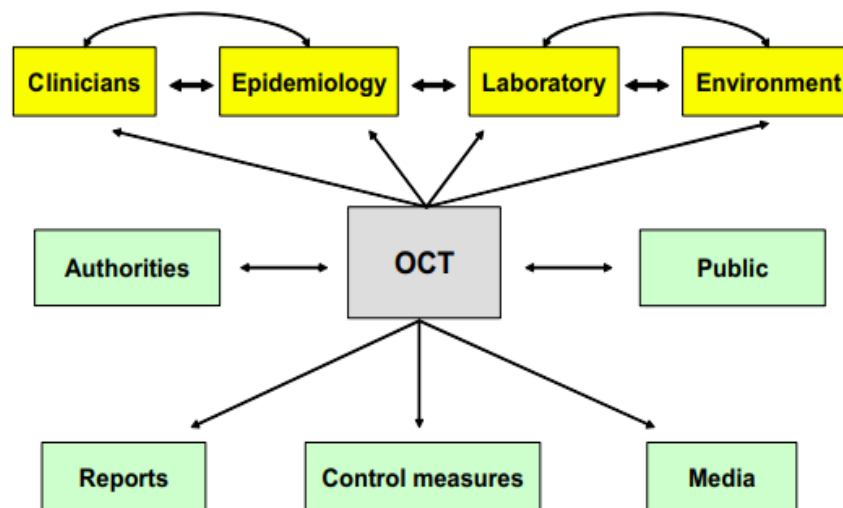 Clinicians
Epidemiology
Laboratory
Environment
Authorities
OCT
Public
Reports
Control measures
Media